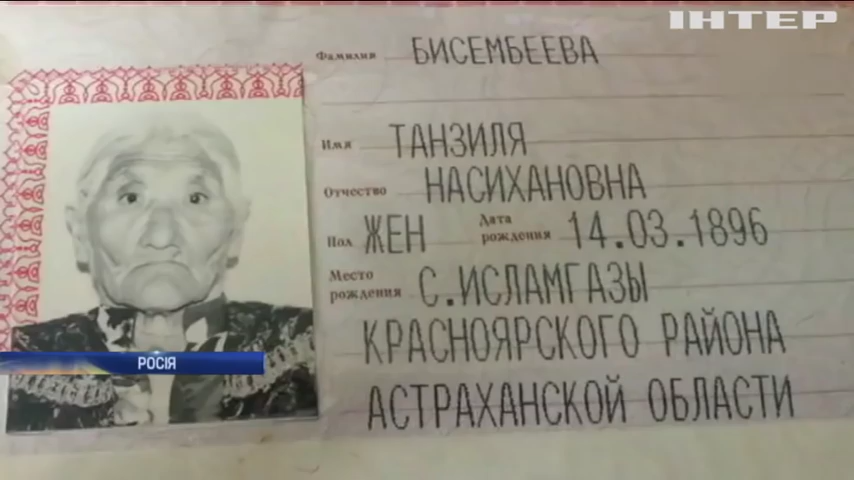 ІНТЕР
Фамилия БИСЕМБЕЕВА
Имя ТАНЗИЛЯ
Отчество НАСИХАНОВНА
Пол ЖЕН Дата рождения 14.03.1896
Место рождения С.ИСЛАМГАЗЫ
КРАСНОЯРСКОГО РАЙОНА
АСТРАХАНСКОЙ ОБЛАСТИ
РОСІЯ